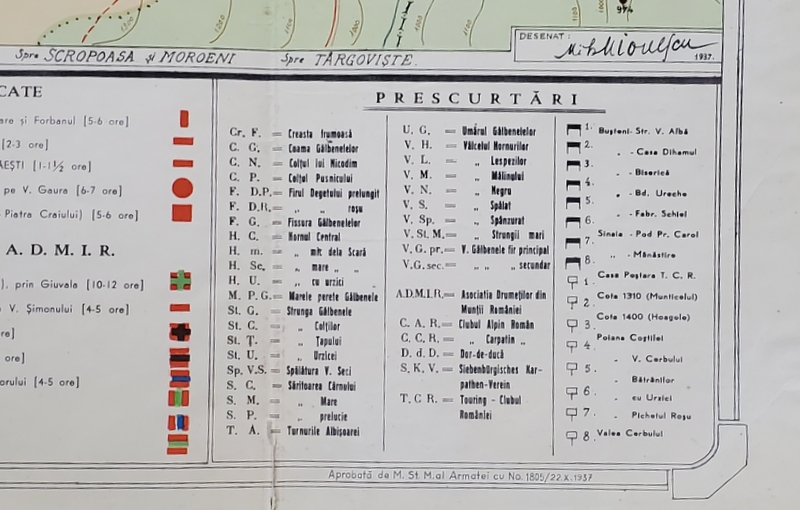 1200
1200
1100
1000
1100
974
Spre SCROPOASA și MOROENI
Spre TÂRGOVIȘTE.
DESENAT:
1937.
CATE
are și Forbanul [5-6 ore]
[2-3 ore]
AEȘTI [1-1½ ore]
pe V. Gaura [6-7 ore]
Piatra Craiului) [5-6 ore]
A. D. M. I. R.
), prin Giuvala [10-12 ore]
V. Șimonului [4-5 ore]
re]
ore]
orului [4-5 ore]
PRESCURTĂRI
Cr. F. = Creasta frumoasă
C. G. = Coama Gălbenelelor
C. N. = Colțul lui Nicodim
C. P. = Colțul Pusnicului
F. D.P. = Firul Degetului prelungit
F. D.R. = „ „ roșu
F. G. = Fissura Gălbenelelor
H. C. = Hornul Central
H. m. = „ mic dela Scară
H. Sc. = „ mare „ „
H. U. = „ cu urzici
M. P. G. = Marele perete Gălbenele
St. G. = Strunga Gălbenele
St. C. = „ Colților
St. Ț. = „ Țapului
St. U. = „ Urzicei
Sp. V.S. = Spălătura V. Seci
S. C. = Săritoarea Cârnului
S. M. = „ Mare
S. P. = „ prelucie
T. A. = Turnurile Albișoarei
U. G. = Umărul Gălbenelelor
V. H. = Vâlcelul Hornurilor
V. L. = „ Lespezilor
V. M. = „ Mălinului
V. N. = „ Negru
V. S. = „ Spălat
V. Sp. = „ Spânzurat
V. St. M. = „ Strungii mari
V. G. pr. = V. Gălbenele fir principal
V. G. sec. = „ „ „ secundar
A.D.M.I.R. = Asociatia Drumeților din
Munții României
C. A. R. = Clubul Alpin Român
C. C. R. = „ Carpatin „
D. d. D. = Dor-de-ducă
S. K. V. = Siebenbürgisches Kar-
pathen-Verein
T. C R. = Touring - Clubul
României
1. Bușteni- Str. V. Albă
2. „ - Casa Dihamul
3. „ - Biserică
4. „ - Bd. Ureche
5. „ - Fabr. Schiel
6. Sinaia - Pod Pr. Carol
7. „ - Mănăstire
8.
1 Casa Peștera T. C. R.
2. Cota 1310 (Munticelul)
3 Cota 1400 (Hoagele)
4 Poiana Coștilei
5 „ V. Cerbului
6 „ Bătrânilor
7 „ cu Urzici
„ Pichetul Roșu
8 Valea Cerbului
Aprobată de M. St. M. al Armatei cu No. 1805/22.X.1937